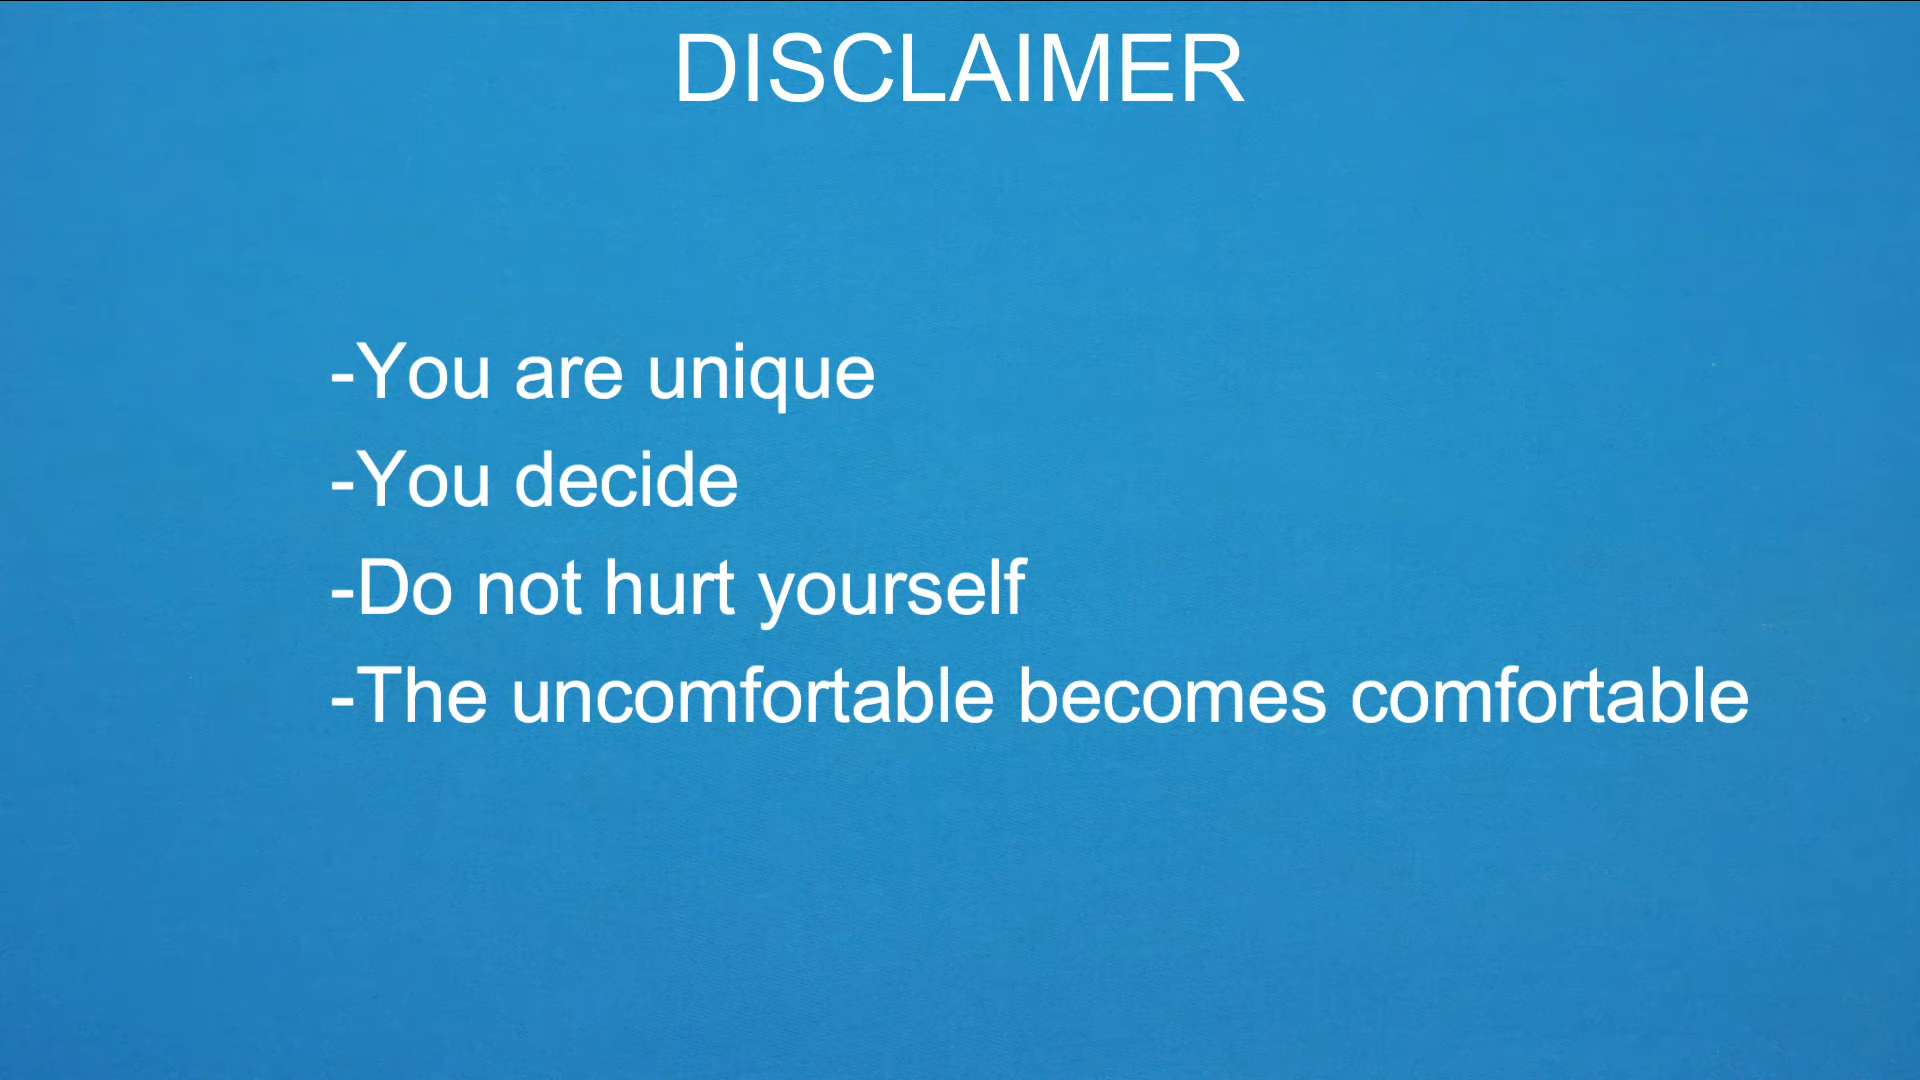 DISCLAIMER
-You are unique
-You decide
-Do not hurt yourself
-The uncomfortable becomes comfortable